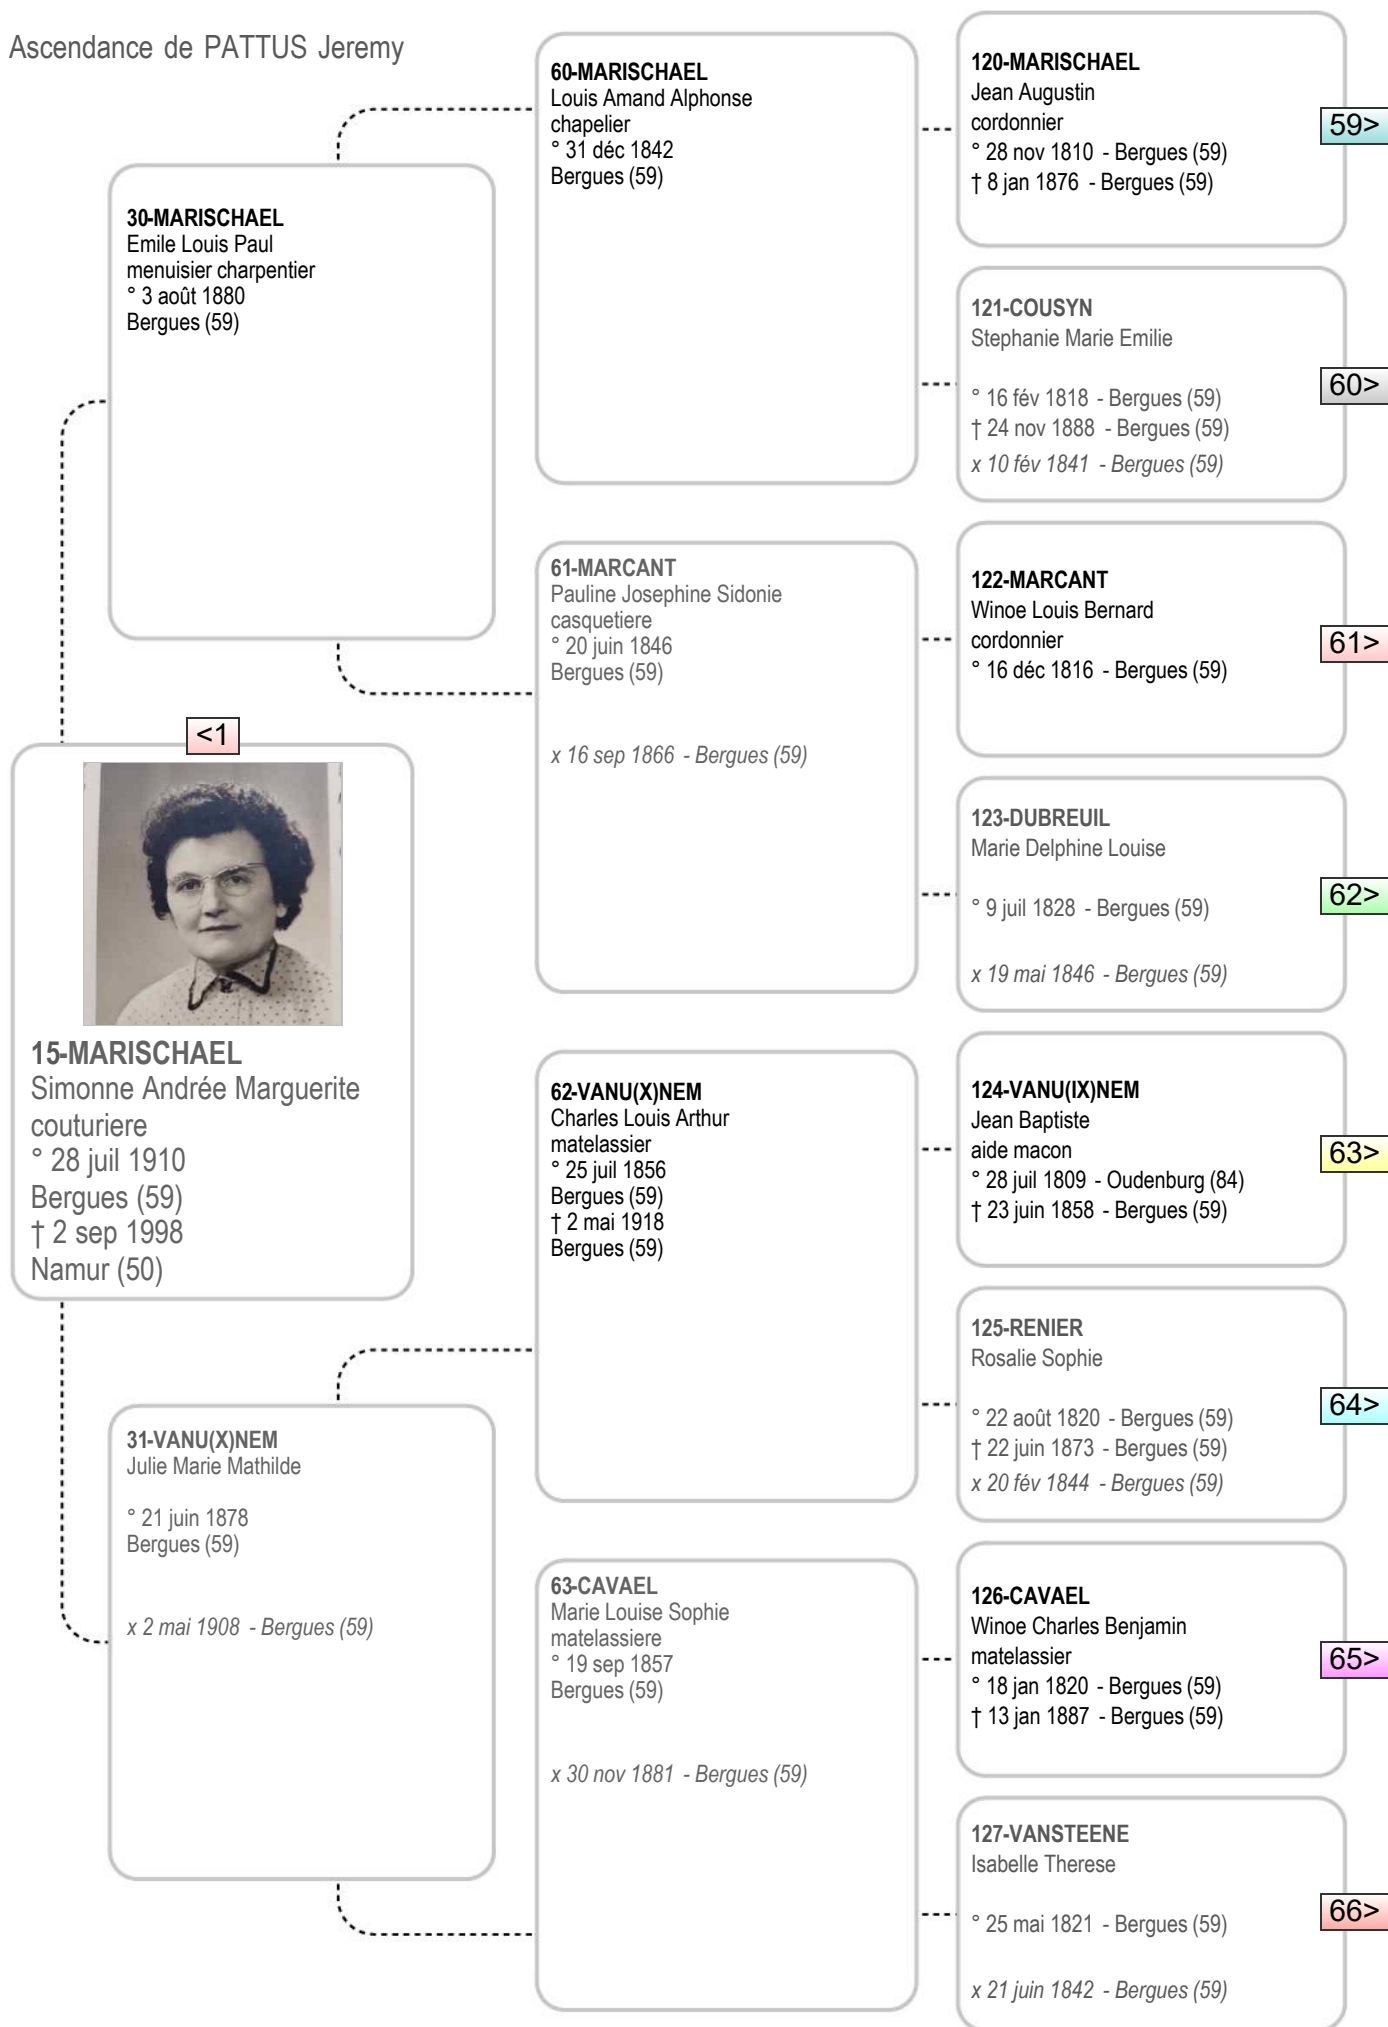 Ascendance de PATTUS Jeremy
30-MARISCHAEL
Emile Louis Paul
menuisier charpentier
° 3 août 1880
Bergues (59)
<1
15-MARISCHAEL
Simonne Andrée Marguerite
couturiere
° 28 juil 1910
Bergues (59)
† 2 sep 1998
Namur (50)
31-VANU(X)NEM
Julie Marie Mathilde
° 21 juin 1878
Bergues (59)
x 2 mai 1908 - Bergues (59)
60-MARISCHAEL
Louis Amand Alphonse
chapelier
° 31 déc 1842
Bergues (59)
61-MARCANT
Pauline Josephine Sidonie
casquetiere
° 20 juin 1846
Bergues (59)
x 16 sep 1866 - Bergues (59)
62-VANU(X)NEM
Charles Louis Arthur
matelassier
° 25 juil 1856
Bergues (59)
† 2 mai 1918
Bergues (59)
63-CAVAEL
Marie Louise Sophie
matelassiere
° 19 sep 1857
Bergues (59)
x 30 nov 1881 - Bergues (59)
120-MARISCHAEL
Jean Augustin
cordonnier
° 28 nov 1810 - Bergues (59)
† 8 jan 1876 - Bergues (59)
59>
121-COUSYN
Stephanie Marie Emilie
° 16 fév 1818 - Bergues (59)
† 24 nov 1888 - Bergues (59)
x 10 fév 1841 - Bergues (59)
60>
122-MARCANT
Winoe Louis Bernard
cordonnier
° 16 déc 1816 - Bergues (59)
61>
123-DUBREUIL
Marie Delphine Louise
° 9 juil 1828 - Bergues (59)
x 19 mai 1846 - Bergues (59)
62>
124-VANU(IX)NEM
Jean Baptiste
aide macon
° 28 juil 1809 - Oudenburg (84)
† 23 juin 1858 - Bergues (59)
63>
125-RENIER
Rosalie Sophie
° 22 août 1820 - Bergues (59)
† 22 juin 1873 - Bergues (59)
x 20 fév 1844 - Bergues (59)
64>
126-CAVAEL
Winoe Charles Benjamin
matelassier
° 18 jan 1820 - Bergues (59)
† 13 jan 1887 - Bergues (59)
65>
127-VANSTEENE
Isabelle Therese
° 25 mai 1821 - Bergues (59)
x 21 juin 1842 - Bergues (59)
66>